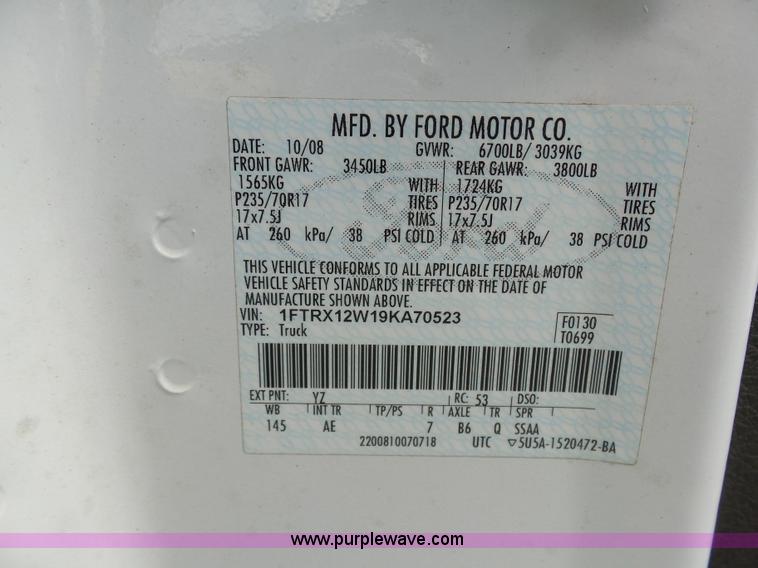 MFD. BY FORD MOTOR CO.
DATE: 10/08 GVWR: 6700LB/ 3039KG
FRONT GAWR: 3450LB REAR GAWR: 3800LB
1565KG WITH 1724KG WITH
P235/70R17 TIRES P235/70R17 TIRES
17x7.5J RIMS 17x7.5J RIMS
AT 260 kPa/ 38 PSI COLD AT 260 kPa/ 38 PSI COLD
Ford
THIS VEHICLE CONFORMS TO ALL APPLICABLE FEDERAL MOTOR
VEHICLE SAFETY STANDARDS IN EFFECT ON THE DATE OF
MANUFACTURE SHOWN ABOVE.
VIN: 1FTRX12W19KA70523 F0130
TYPE: Truck T0699
EXT PNT: YZ RC: 53 DSO:
WB INT TR TP/PS R AXLE TR SPR
145 AE 7 B6 Q SSAA
2200810070718 UTC ▽5U5A-1520472-BA
www.purplewave.com